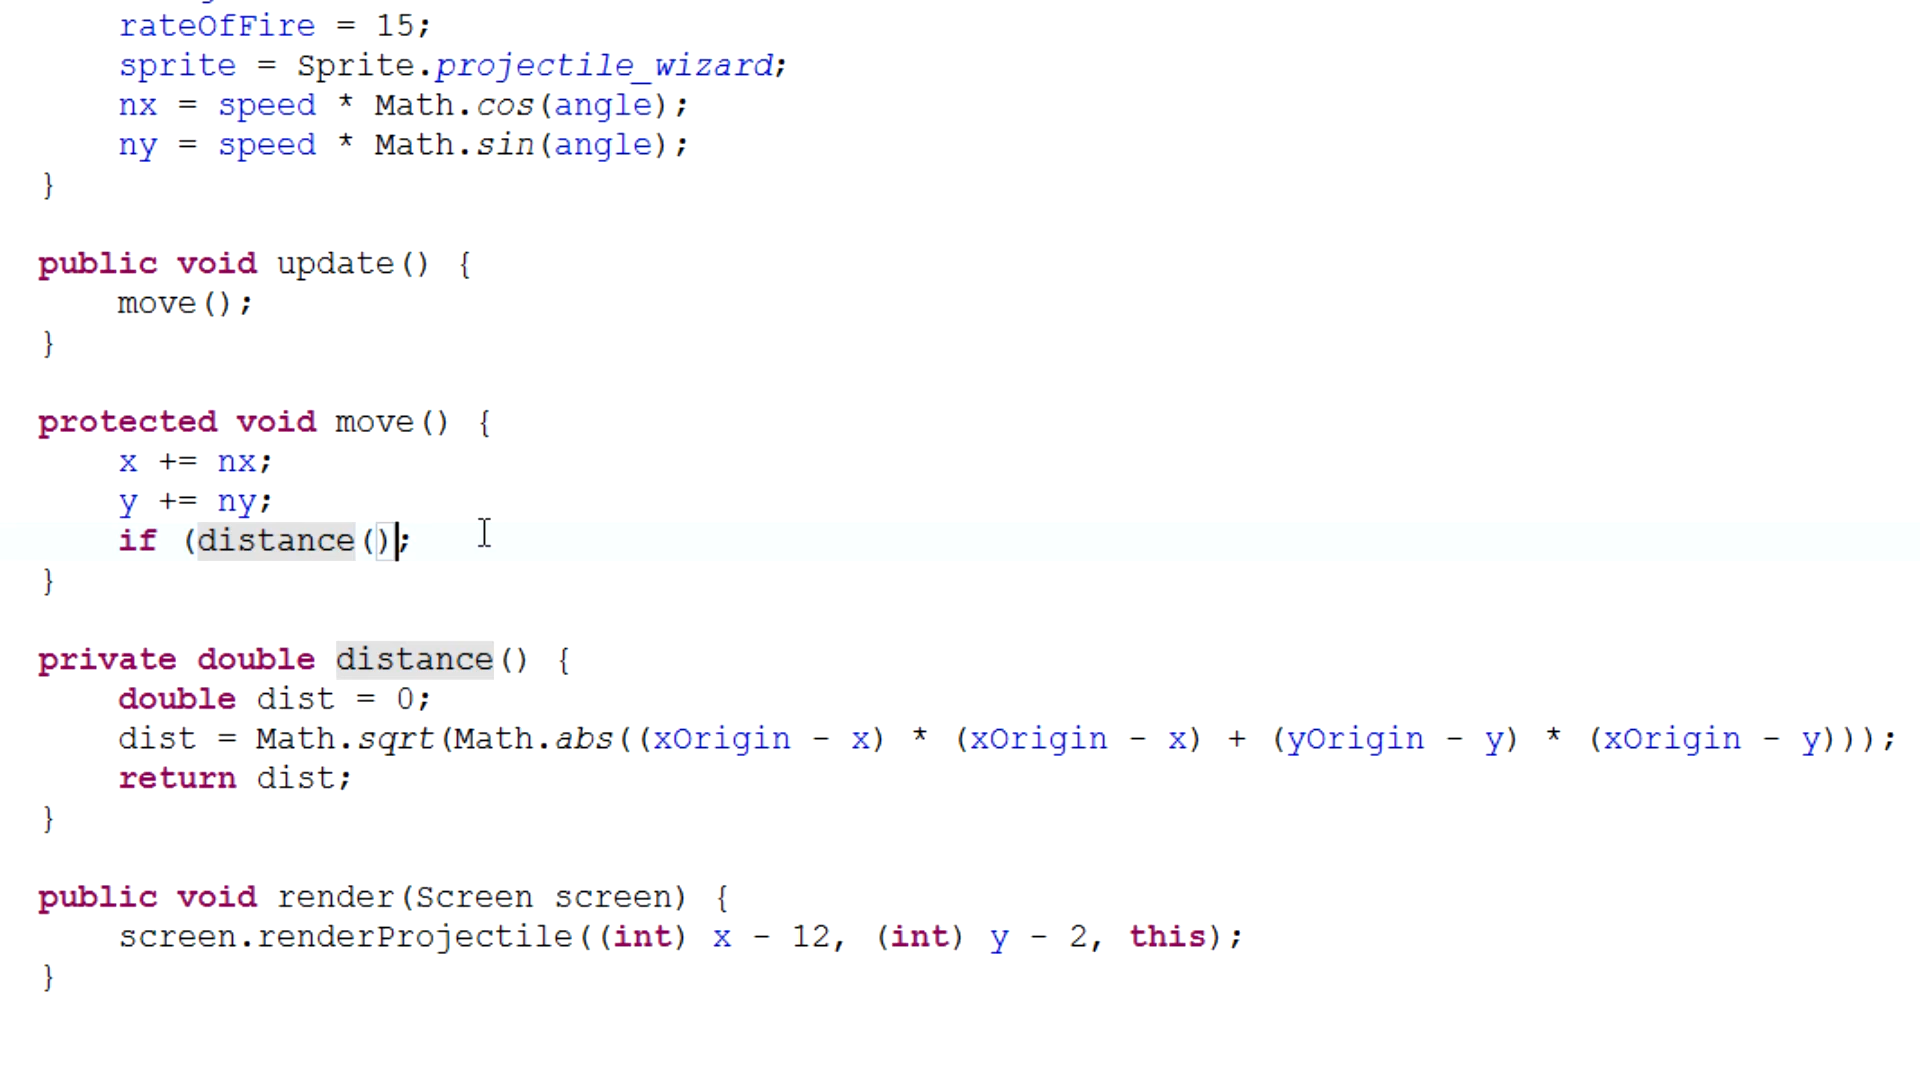 rateOfFire = 15;
sprite = Sprite.projectile_wizard;
nx = speed * Math.cos(angle);
ny = speed * Math.sin(angle);
}
public void update() {
move();
}
protected void move() {
x += nx;
y += ny;
if (distance();
}
private double distance() {
double dist = 0;
dist = Math.sqrt(Math.abs((xOrigin - x) * (xOrigin - x) + (yOrigin - y) * (xOrigin - y)));
return dist;
}
public void render(Screen screen) {
screen.renderProjectile((int) x - 12, (int) y - 2, this);
}